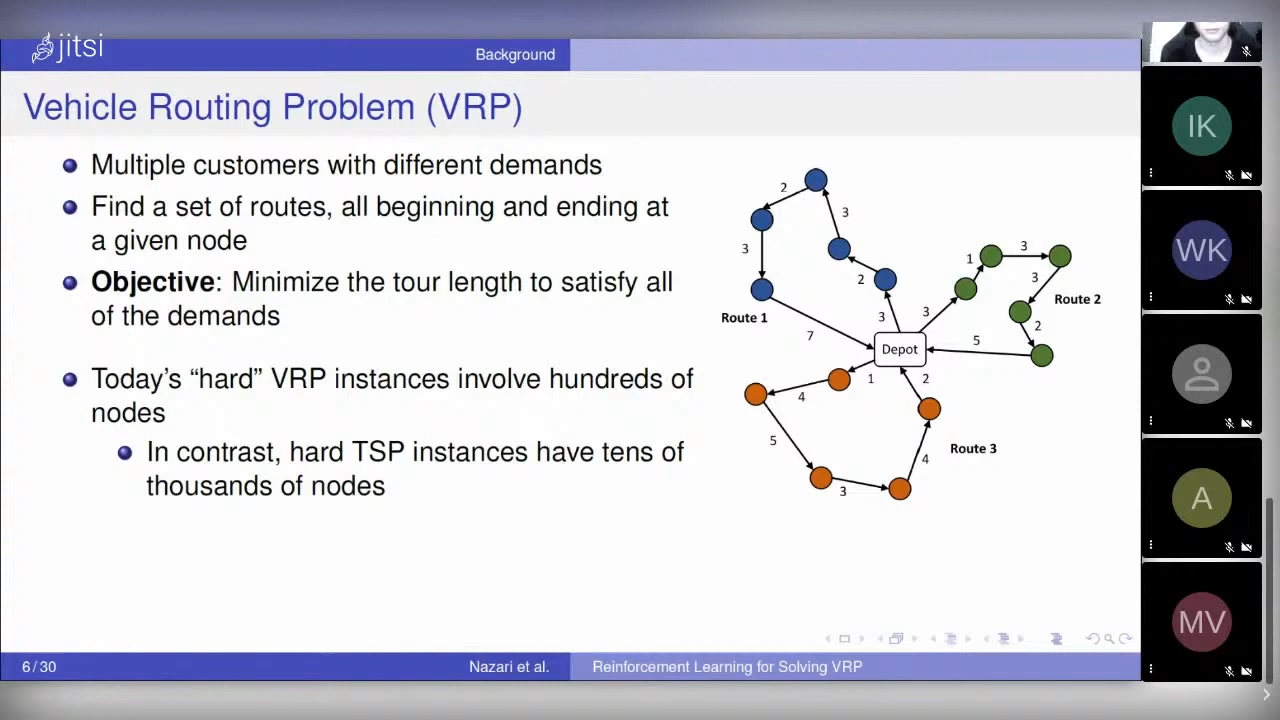 jitsi
Background
Vehicle Routing Problem (VRP)
Multiple customers with different demands
Find a set of routes, all beginning and ending at
a given node
Objective: Minimize the tour length to satisfy all
of the demands
Today's “hard” VRP instances involve hundreds of
nodes
In contrast, hard TSP instances have tens of
thousands of nodes
2
3
3
2
3
7
Route 1
3
1
3
3
2
5
Route 2
Depot
1
4
5
3
4
2
Route 3
6 / 30
Nazari et al.
Reinforcement Learning for Solving VRP
IK
WK
A
MV